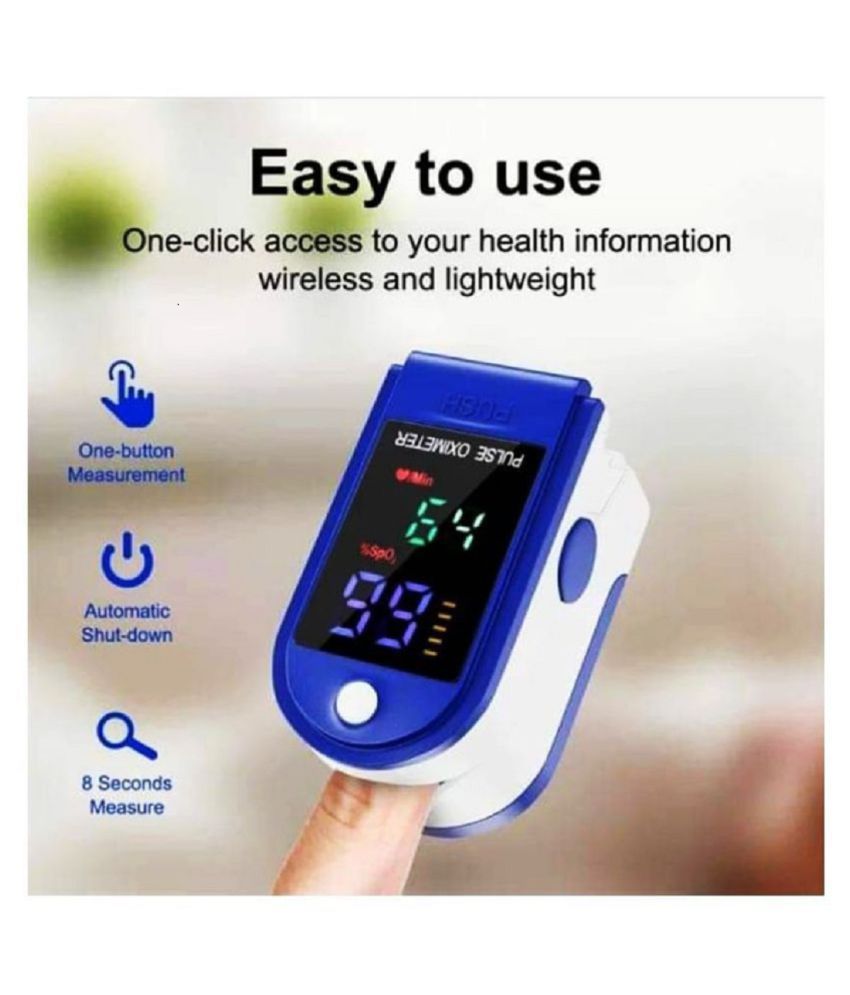 Easy to use
One-click access to your health information
wireless and lightweight
One-button
Measurement
Automatic
Shut-down
8 Seconds
Measure
PUSH
PULSE OXIMETER
/Min
64
%SpO₂
99